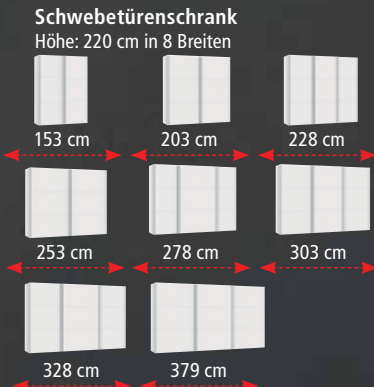 Schwebetürenschrank
Höhe: 220 cm in 8 Breiten
153 cm
203 cm
228 cm
253 cm
278 cm
303 cm
328 cm
379 cm